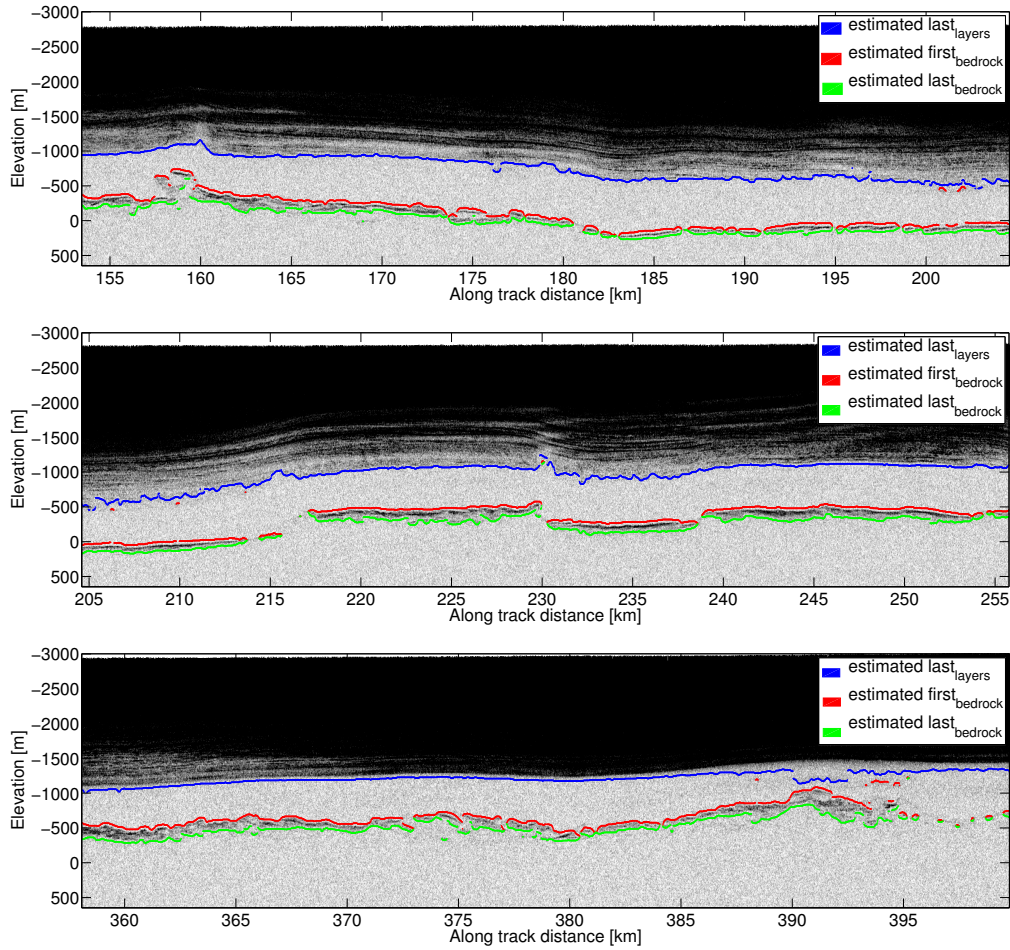 −3000
−2500
−2000
−1500
−1000
−500
0
500
Elevation [m]
155 160 165 170 175 180 185 190 195 200
Along track distance [km]
estimated last_layers
estimated first_bedrock
estimated last_bedrock
−3000
−2500
−2000
−1500
−1000
−500
0
500
Elevation [m]
205 210 215 220 225 230 235 240 245 250 255
Along track distance [km]
estimated last_layers
estimated first_bedrock
estimated last_bedrock
−3000
−2500
−2000
−1500
−1000
−500
0
500
Elevation [m]
360 365 370 375 380 385 390 395
Along track distance [km]
estimated last_layers
estimated first_bedrock
estimated last_bedrock